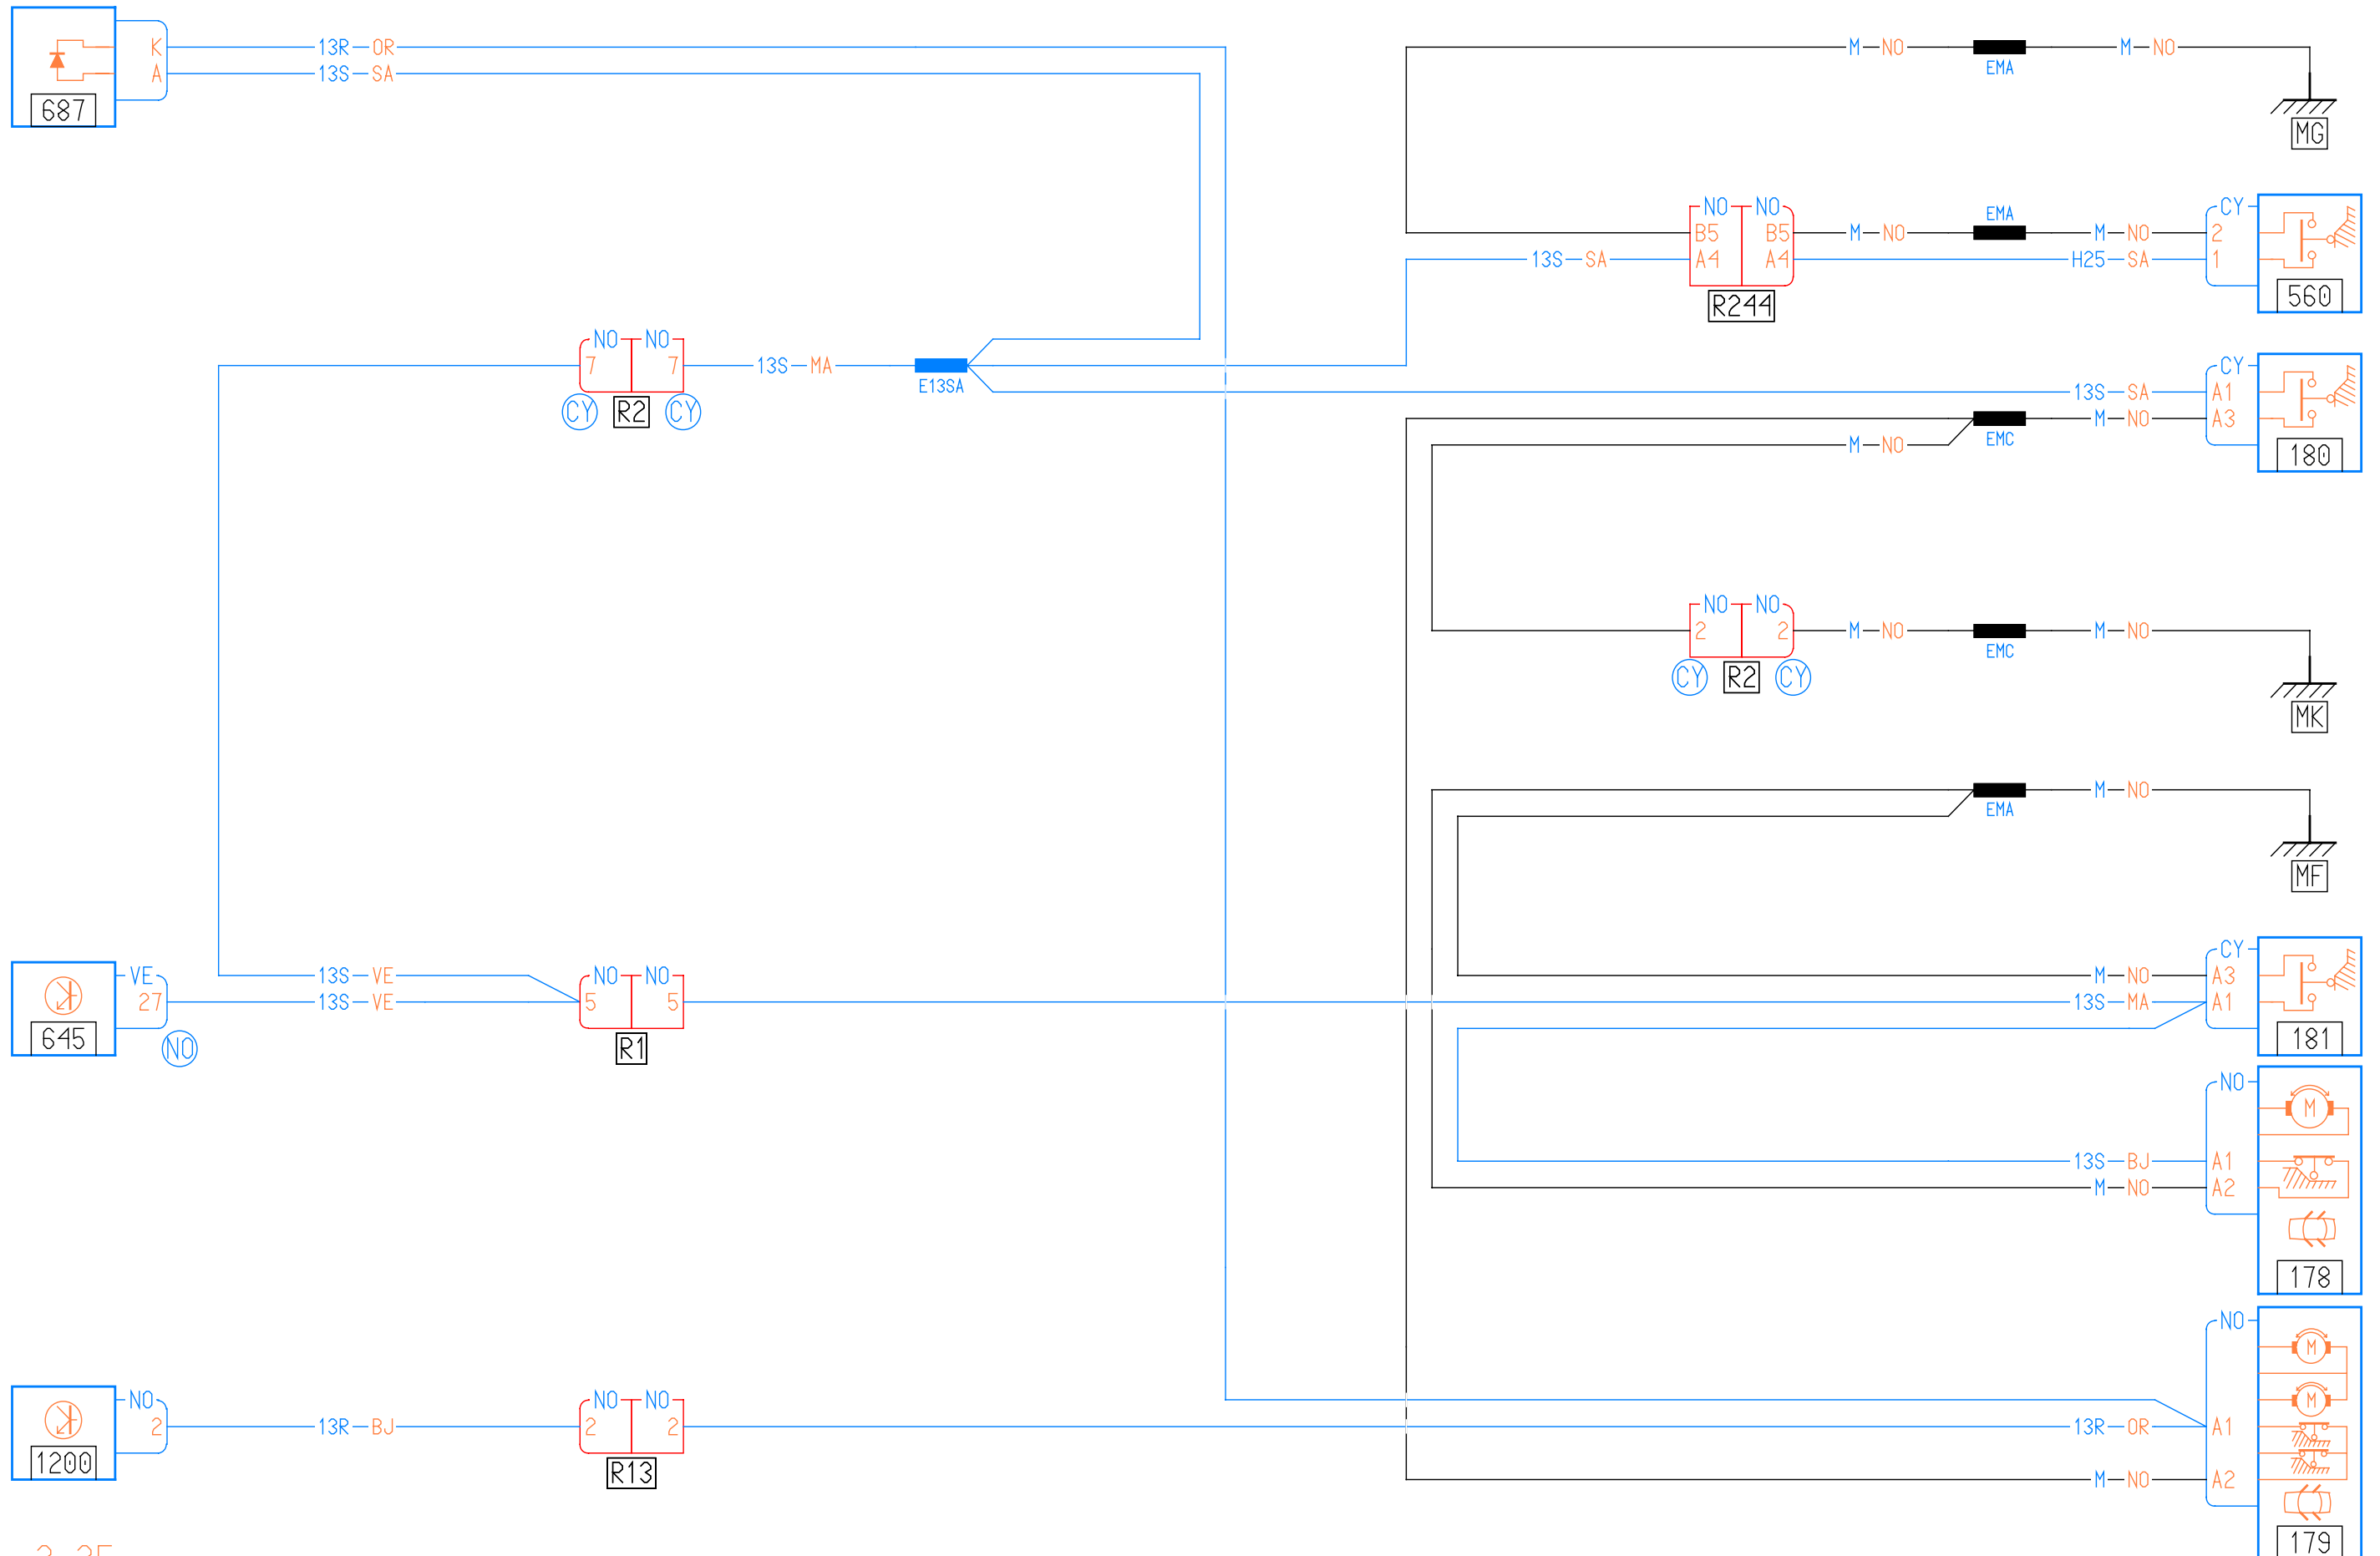 K 13R OR M NO EMA M NO
A 13S SA
687
MG
NO NO EMA CY
B5 B5 M NO M NO 2
13S SA A4 A4 H25 SA 1
R244 560
NO NO CY
7 7 13S MA E13SA
CY R2 CY
13S SA A1
EMC M NO A3
M NO
180
NO NO
2 2 M NO EMC M NO
CY R2 CY
MK
EMA M NO
MF
CY
VE 13S VE NO NO M NO A3
27 13S VE 5 5 13S MA A1
645 NO R1 181
NO
M
13S BJ A1
M NO A2
178
NO
M
NO NO NO M
2 13R BJ 2 2 13R OR A1
1200 R13
M NO A2
179